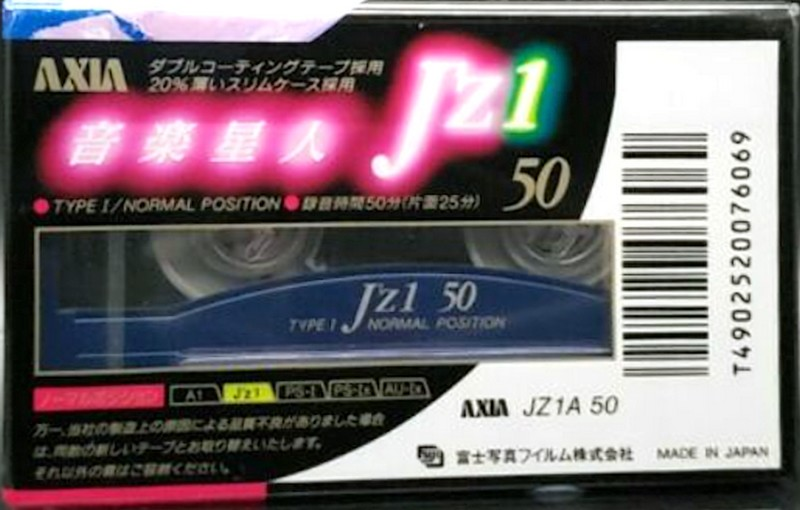 AXIA
ダブルコーティングテープ採用
20%薄いスリムケース採用
音楽星人 J'z1
50
●TYPE I/NORMAL POSITION ●録音時間50分(片面25分)
J'z1 50
TYPE I NORMAL POSITION
ノーマルポジション A1 J'z1 PS-I PS-Ix AU-Ix
万一、当社の製造上の原因による品質不良がありました場合
は、同数の新しいテープとお取り替えいたします。
それ以外の責はご容赦ください。
T4902520076069
AXIA JZ1A 50
富士写真フイルム株式会社 MADE IN JAPAN